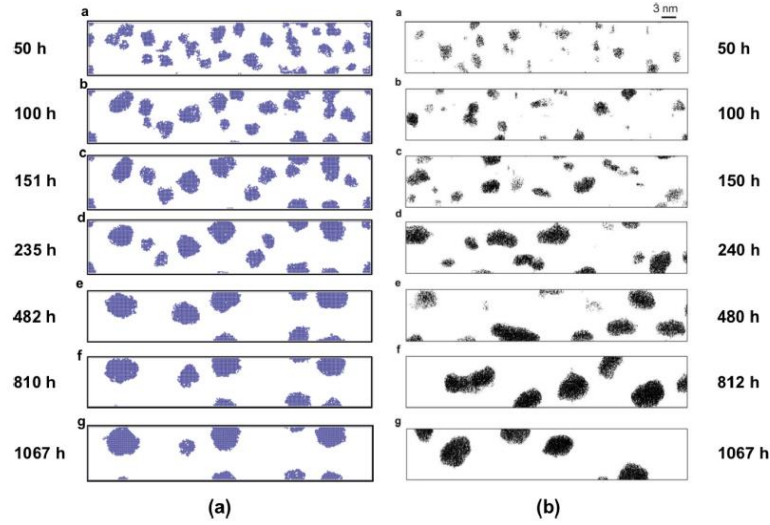 a
a
3 nm
50 h
50 h
b
b
100 h
100 h
c
c
151 h
150 h
d
d
235 h
240 h
e
e
482 h
480 h
f
f
810 h
812 h
g
g
1067 h
1067 h
(a)
(b)